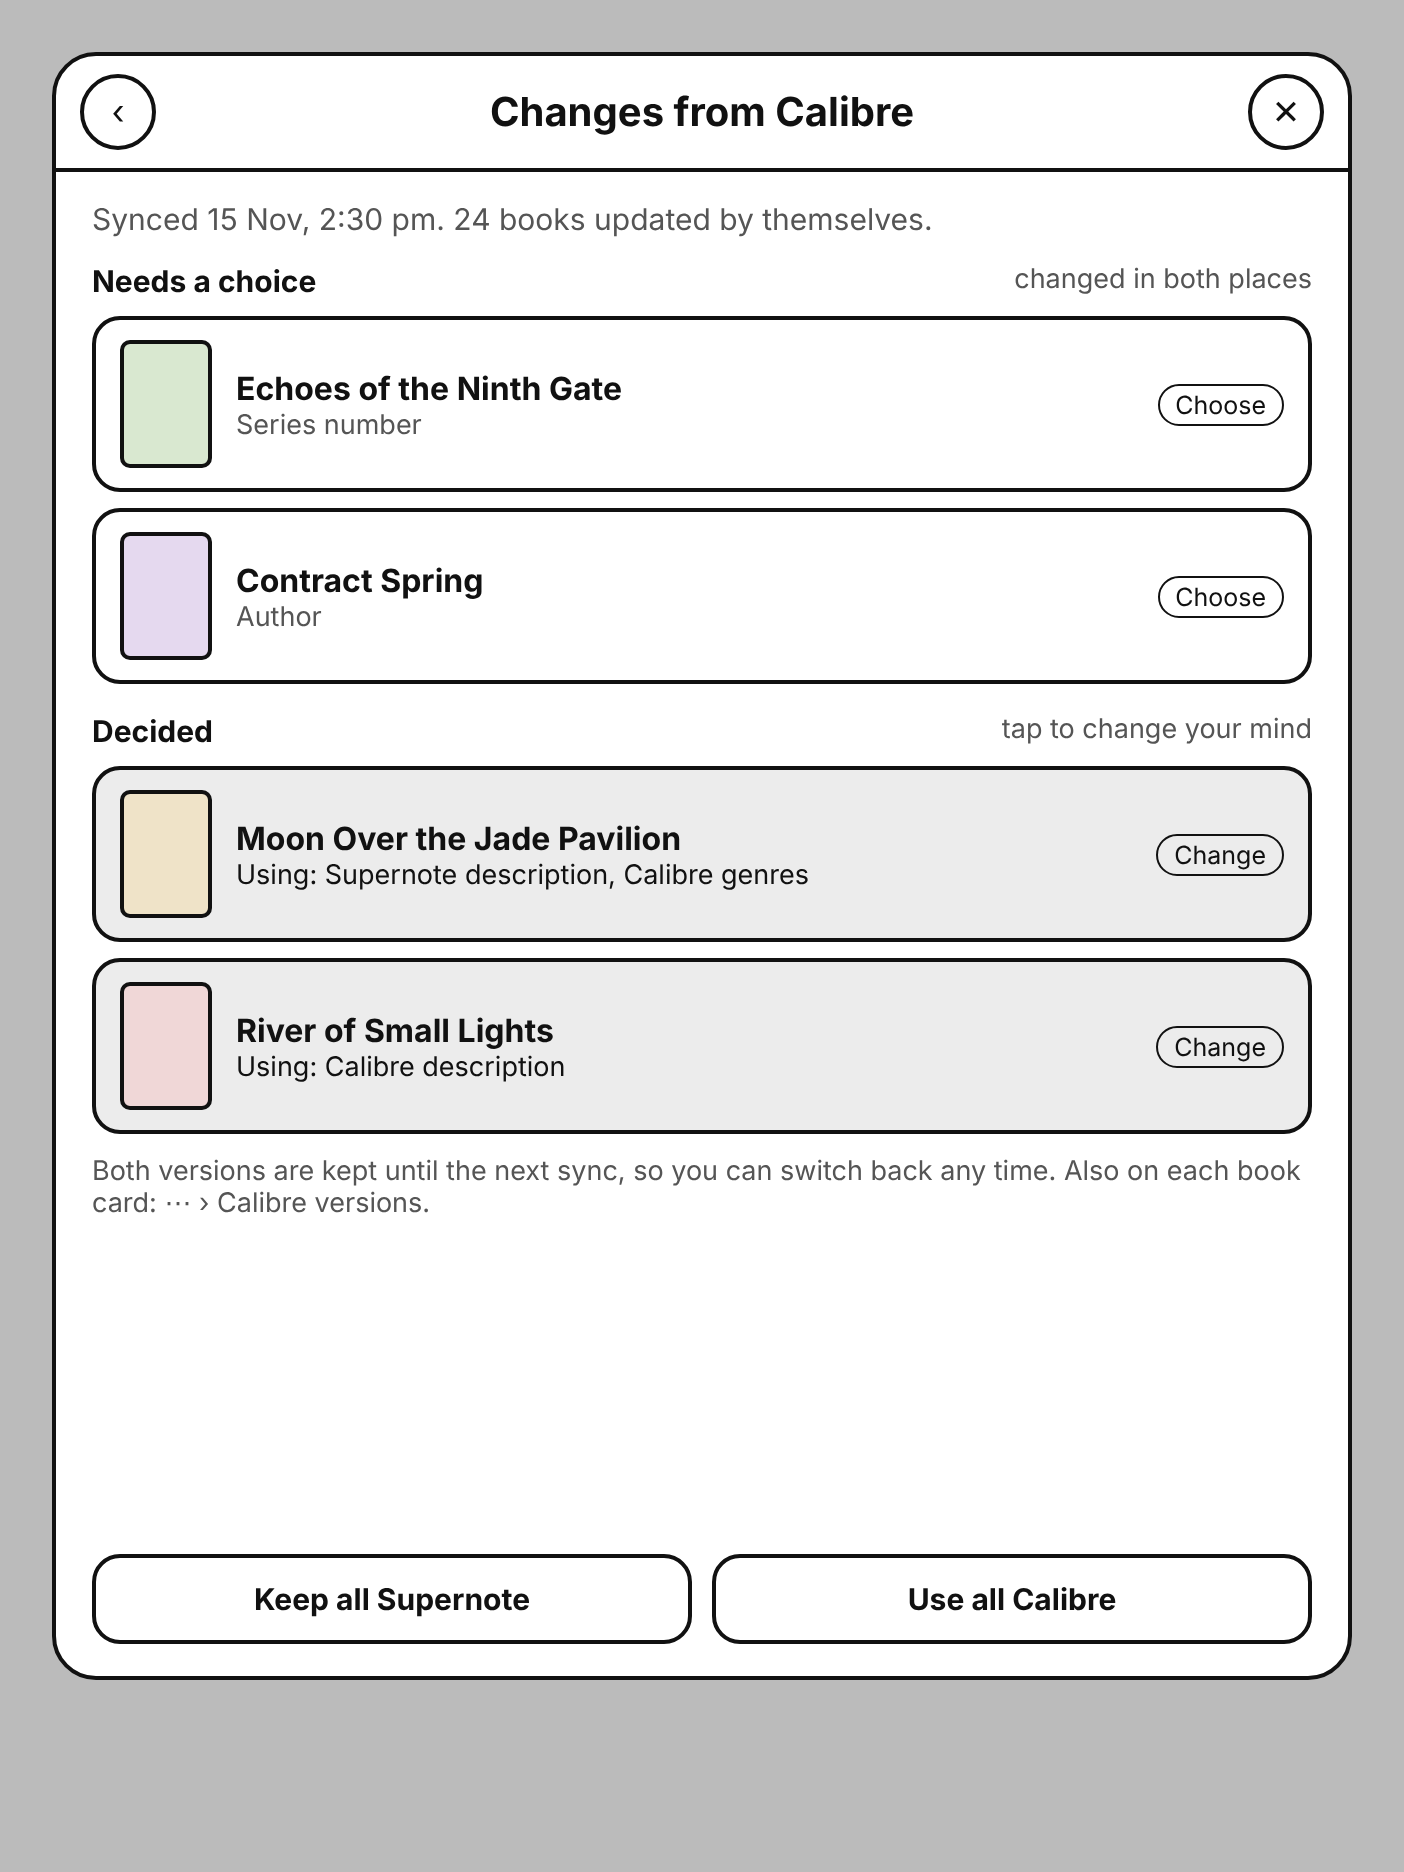 ‹
Changes from Calibre
✕
Synced 15 Nov, 2:30 pm. 24 books updated by themselves.
Needs a choice
changed in both places
Echoes of the Ninth Gate
Series number
Choose
Contract Spring
Author
Choose
Decided
tap to change your mind
Moon Over the Jade Pavilion
Using: Supernote description, Calibre genres
Change
River of Small Lights
Using: Calibre description
Change
Both versions are kept until the next sync, so you can switch back any time. Also on each book
card: ⋯ › Calibre versions.
Keep all Supernote
Use all Calibre